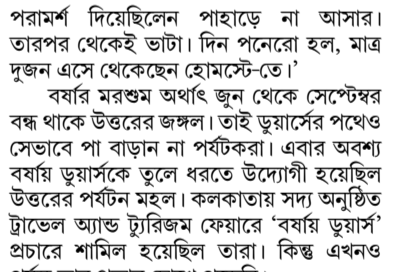 পরামর্শ দিয়েছিলেন পাহাড়ে না আসার।
তারপর থেকেই ভাটা। দিন পনেরো হল, মাত্র
দুজন এসে থেকেছেন হোমস্টে-তে।’
বর্ষার মরশুম অর্থাৎ জুন থেকে সেপ্টেম্বর
বন্ধ থাকে উত্তরের জঙ্গল। তাই ডুয়ার্সের পথেও
সেভাবে পা বাড়ান না পর্যটকরা। এবার অবশ্য
বর্ষায় ডুয়ার্সকে তুলে ধরতে উদ্যোগী হয়েছিল
উত্তরের পর্যটন মহল। কলকাতায় সদ্য অনুষ্ঠিত
ট্রাভেল অ্যান্ড ট্যুরিজম ফেয়ারে ‘বর্ষায় ডুয়ার্স’
প্রচারে শামিল হয়েছিল তারা। কিন্তু এখনও